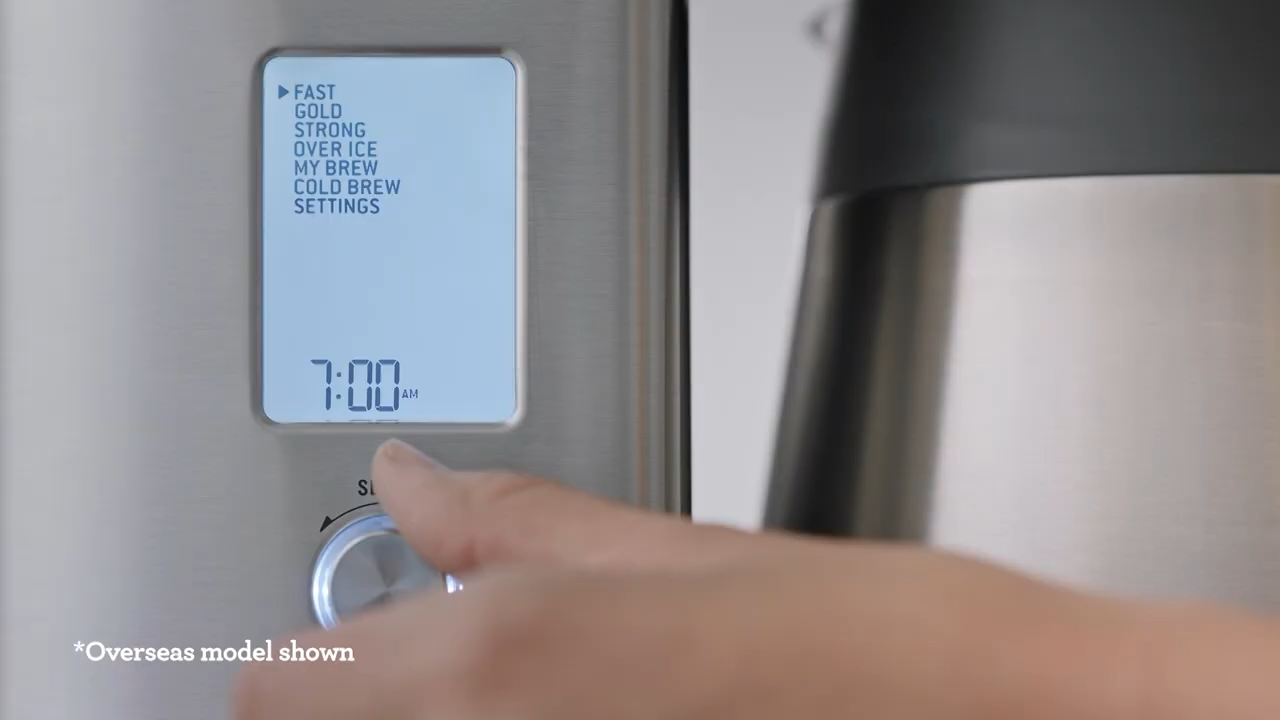 FAST
GOLD
STRONG
OVER ICE
MY BREW
COLD BREW
SETTINGS
7:00 AM
*Overseas model shown